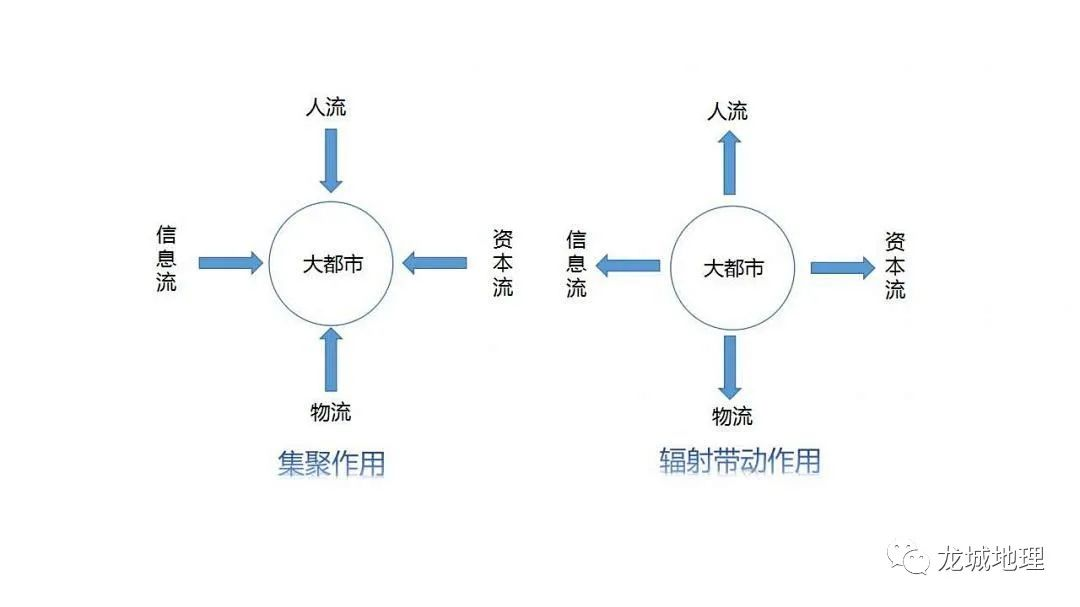 人流
信息流
大都市
资本流
物流
集聚作用
人流
信息流
大都市
资本流
物流
辐射带动作用
龙城地理